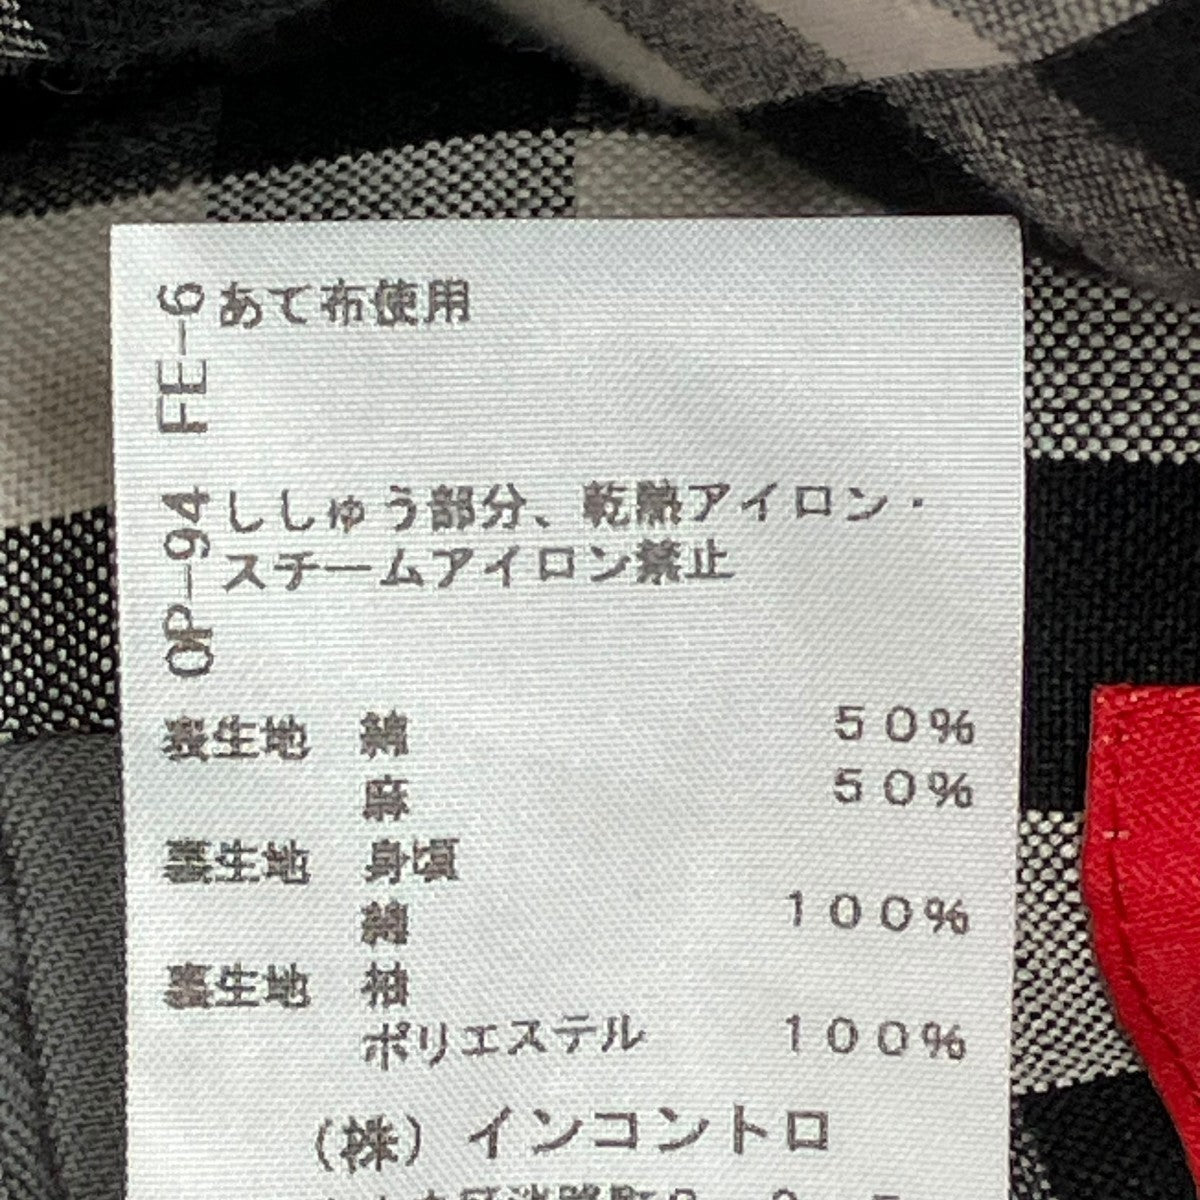 FE-6 あて布使用
OP-94 ししゅう部分、乾熱アイロン・
スチームアイロン禁止
表生地 綿 50%
麻 50%
裏生地 身頃
綿 100%
裏生地 袖
ポリエステル 100%
(株)インコントロ